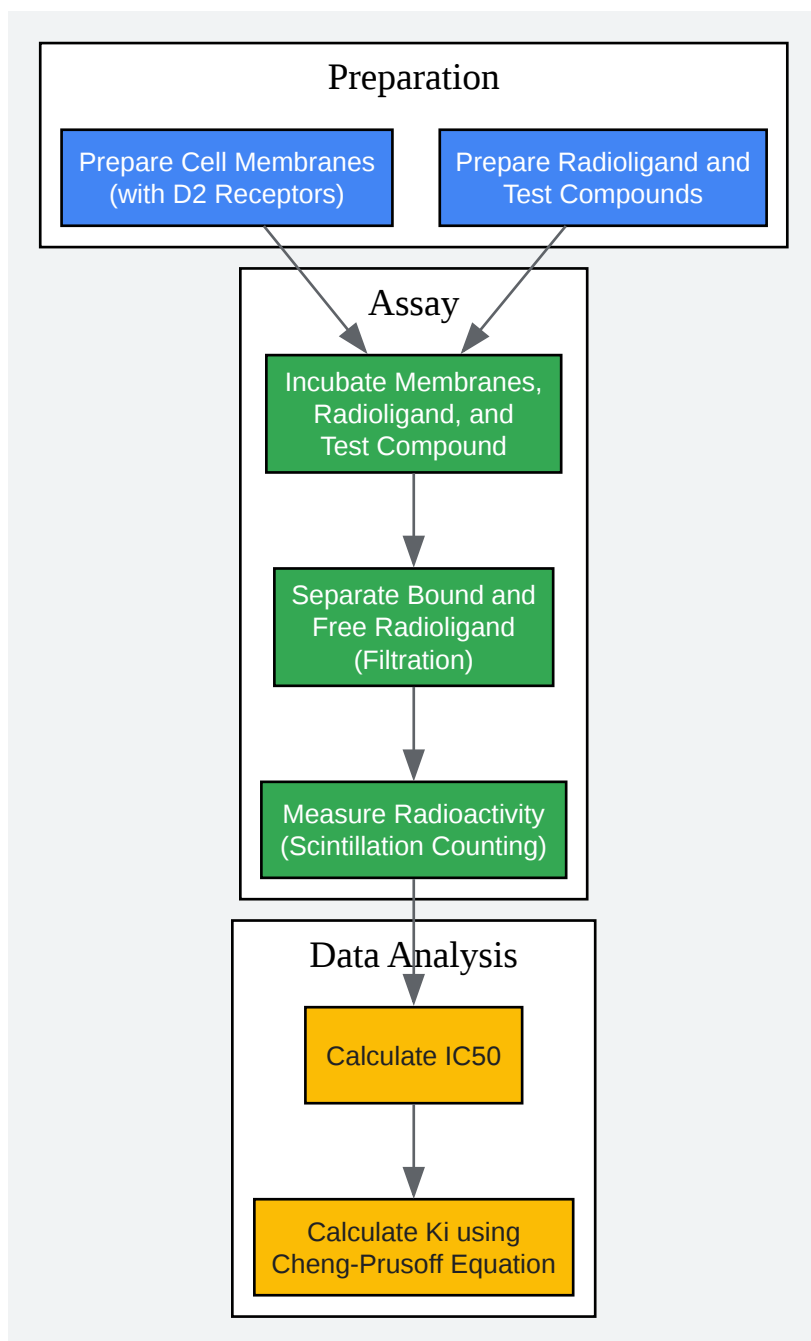 Preparation
Prepare Cell Membranes
(with D2 Receptors)
Prepare Radioligand and
Test Compounds
Assay
Incubate Membranes,
Radioligand, and
Test Compound
Separate Bound and
Free Radioligand
(Filtration)
Measure Radioactivity
(Scintillation Counting)
Data Analysis
Calculate IC50
Calculate Ki using
Cheng-Prusoff Equation